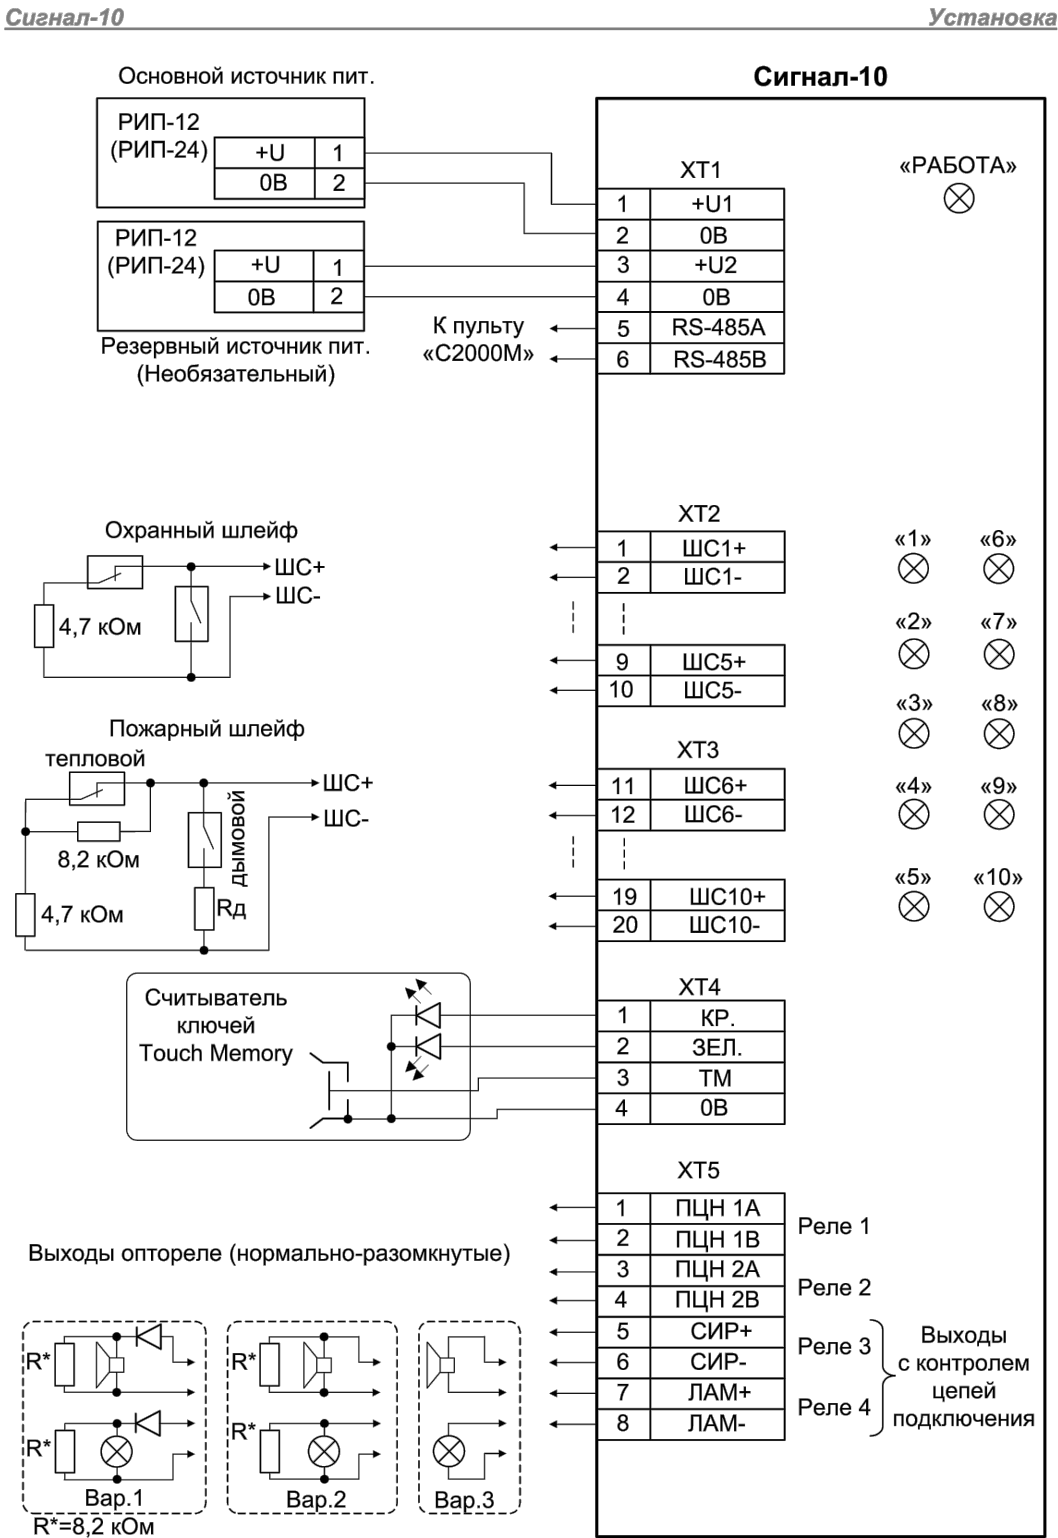 Сигнал-10 Установка
Основной источник пит.
Сигнал-10
РИП-12
(РИП-24)
+U 1
0В 2
РИП-12
(РИП-24)
+U 1
0В 2
Резервный источник пит.
(Необязательный)
К пульту
«С2000М»
XT1
1 +U1
2 0В
3 +U2
4 0В
5 RS-485A
6 RS-485B
«РАБОТА»
Охранный шлейф
ШС+
ШС-
4,7 кОм
XT2
1 ШС1+
2 ШС1-
9 ШС5+
10 ШС5-
«1» «6»
«2» «7»
«3» «8»
«4» «9»
«5» «10»
Пожарный шлейф
тепловой
ШС+
ШС-
дымовой
8,2 кОм
Rд
4,7 кОм
XT3
11 ШС6+
12 ШС6-
19 ШС10+
20 ШС10-
Считыватель
ключей
Touch Memory
XT4
1 КР.
2 ЗЕЛ.
3 ТМ
4 0В
XT5
1 ПЦН 1А
2 ПЦН 1В
3 ПЦН 2А
4 ПЦН 2В
5 СИР+
6 СИР-
7 ЛАМ+
8 ЛАМ-
Реле 1
Реле 2
Реле 3
Реле 4
Выходы
с контролем
цепей
подключения
Выходы оптореле (нормально-разомкнутые)
R*
R*
Вар.1
R*
R*
Вар.2
Вар.3
R*=8,2 кОм